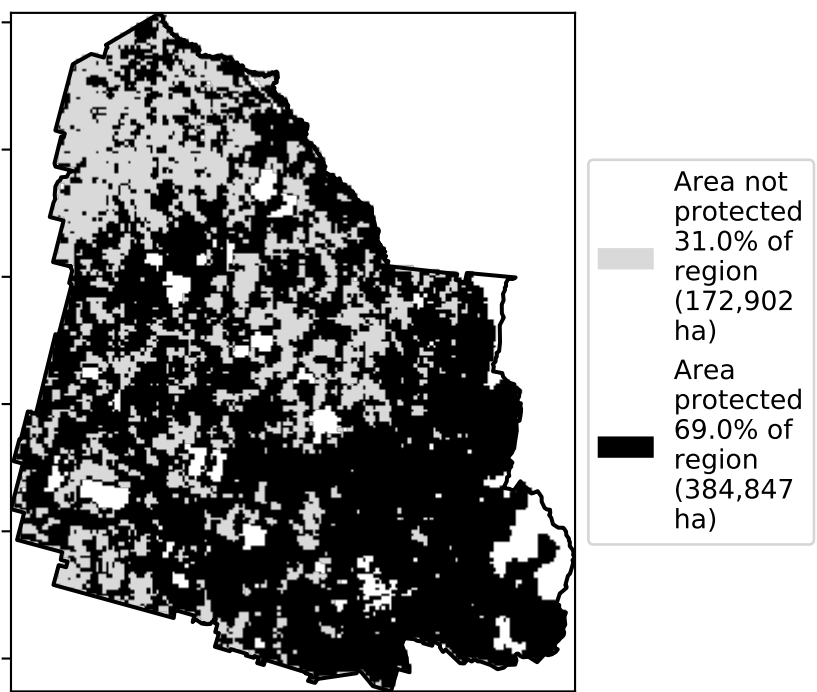 Area not
protected
31.0% of
region
(172,902
ha)
Area
protected
69.0% of
region
(384,847
ha)